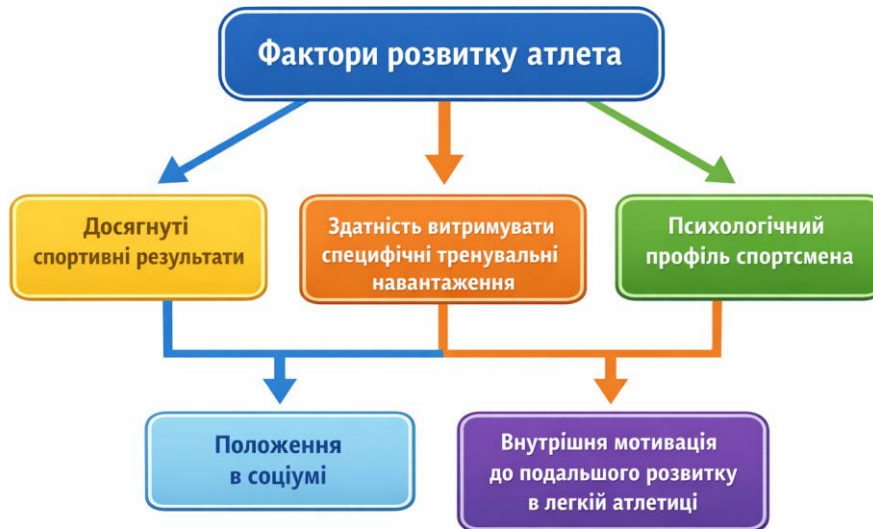 Фактори розвитку атлета
Досягнуті
спортивні результати
Здатність витримувати
специфічні тренувальні
навантаження
Психологічний
профіль спортсмена
Положення
в соціумі
Внутрішня мотивація
до подальшого розвитку
в легкій атлетиці